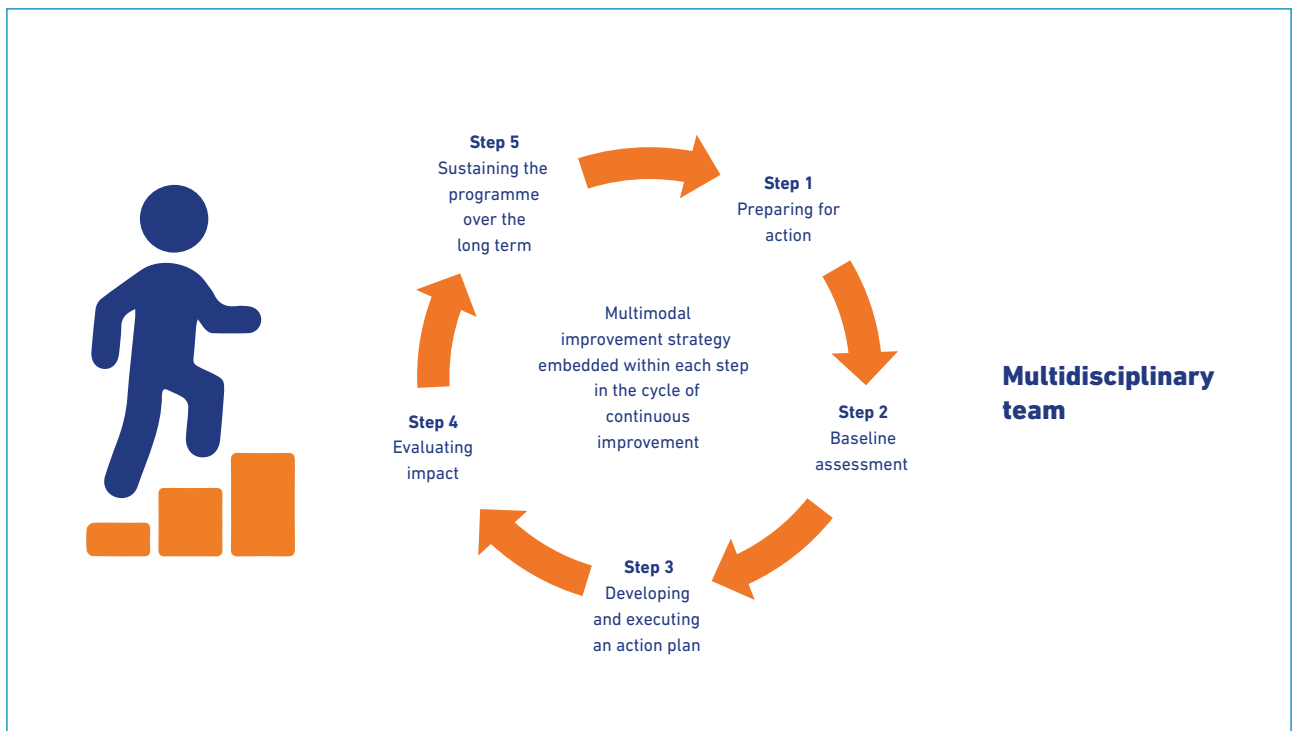 Step 5
Sustaining the
programme
over the
long term
Step 1
Preparing for
action
Multimodal
improvement strategy
embedded within each step
in the cycle of
continuous
improvement
Multidisciplinary
team
Step 2
Baseline
assessment
Step 4
Evaluating
impact
Step 3
Developing
and executing
an action plan